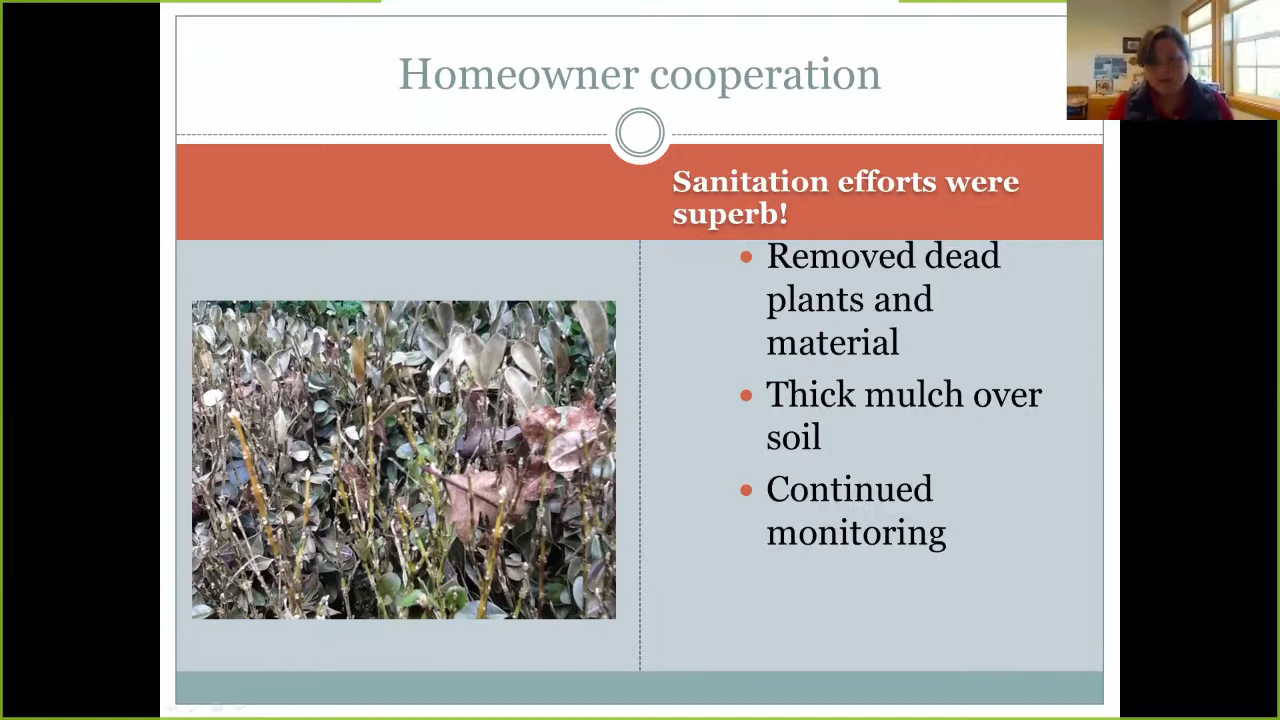 Homeowner cooperation
Sanitation efforts were
superb!
Removed dead
plants and
material
Thick mulch over
soil
Continued
monitoring